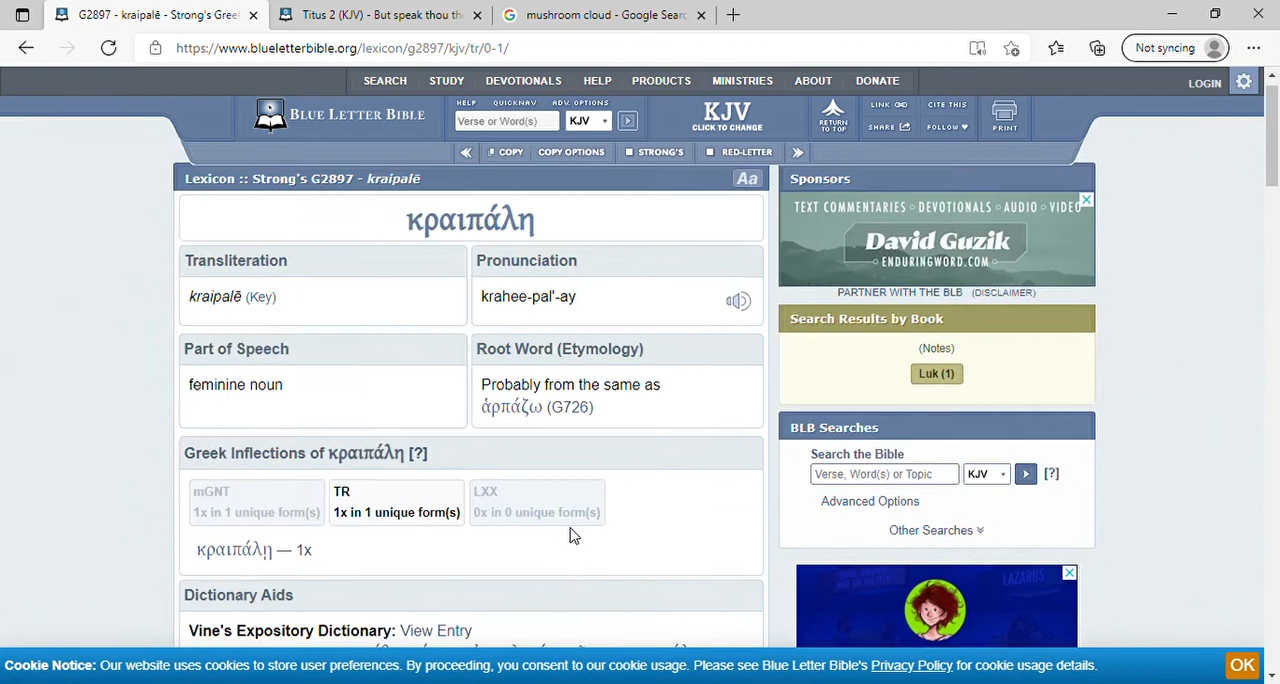 G2897 - kraipalē - Strong's Gree
Titus 2 (KJV) - But speak thou th
mushroom cloud - Google Searc
https://www.blueletterbible.org/lexicon/g2897/kjv/tr/0-1/
Not syncing
SEARCH STUDY DEVOTIONALS HELP PRODUCTS MINISTRIES ABOUT DONATE
LOGIN
BLUE LETTER BIBLE
HELP QUICKNAV ADV. OPTIONS
Verse or Word(s) KJV
KJV
CLICK TO CHANGE
RETURN TO TOP
LINK CITE THIS
SHARE FOLLOW
PRINT
COPY COPY OPTIONS STRONG'S RED-LETTER
Lexicon :: Strong's G2897 - kraipalē Aa
κραιπάλη
Transliteration
kraipalē (Key)
Pronunciation
krahee-pal'-ay
Part of Speech
feminine noun
Root Word (Etymology)
Probably from the same as
ἁρπάζω (G726)
Greek Inflections of κραιπάλη [?]
mGNT
1x in 1 unique form(s)
TR
1x in 1 unique form(s)
LXX
0x in 0 unique form(s)
κραιπάλῃ — 1x
Dictionary Aids
Vine's Expository Dictionary: View Entry
Sponsors
TEXT COMMENTARIES DEVOTIONALS AUDIO VIDEO
David Guzik
ENDURINGWORD.COM
PARTNER WITH THE BLB (DISCLAIMER)
Search Results by Book
(Notes)
Luk (1)
BLB Searches
Search the Bible
Verse, Word(s) or Topic KJV [?]
Advanced Options
Other Searches
LAZARUS
Cookie Notice: Our website uses cookies to store user preferences. By proceeding, you consent to our cookie usage. Please see Blue Letter Bible's Privacy Policy for cookie usage details.
OK